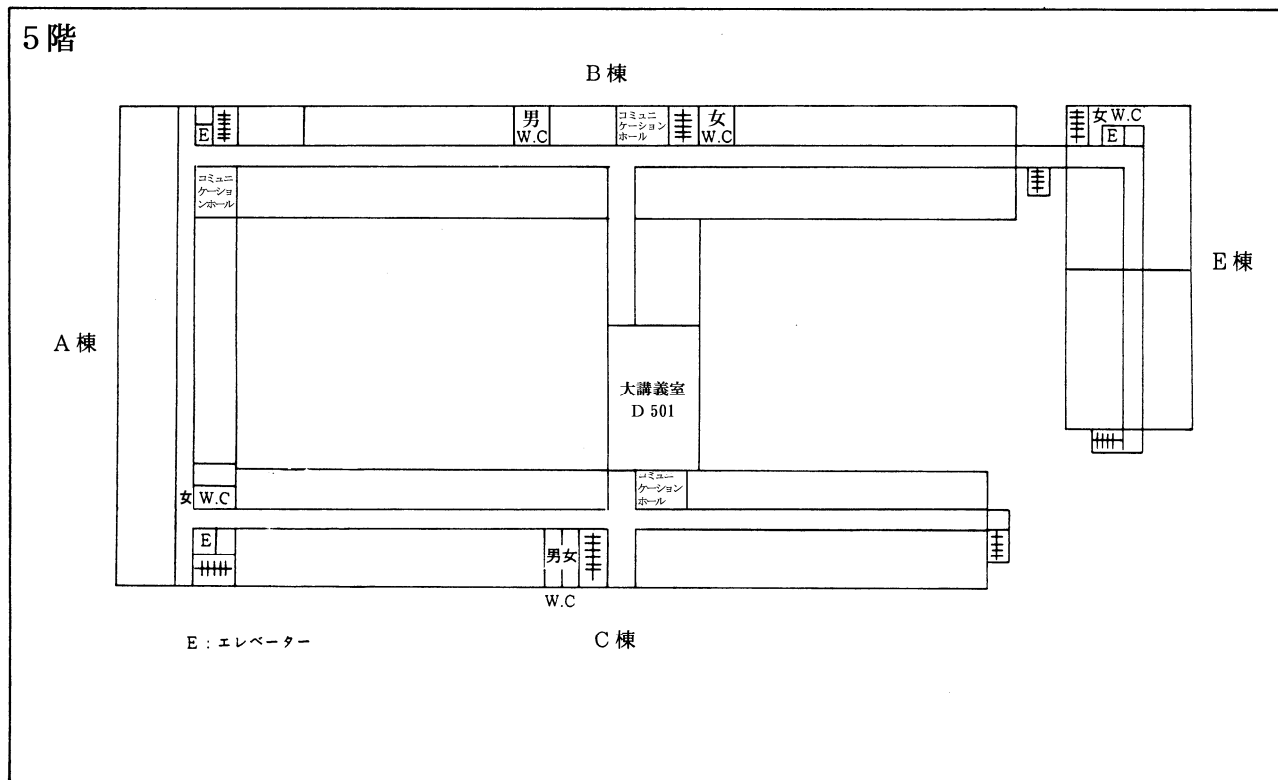 5階
B棟
E
男
W.C
コミュニ
ケーション
ホール
女
W.C
女 W.C
E
コミュニ
ケーショ
ンホール
E棟
A棟
大講義室
D 501
コミュニ
ケーション
ホール
女 W.C
E
男女
W.C
E : エレベーター
C棟